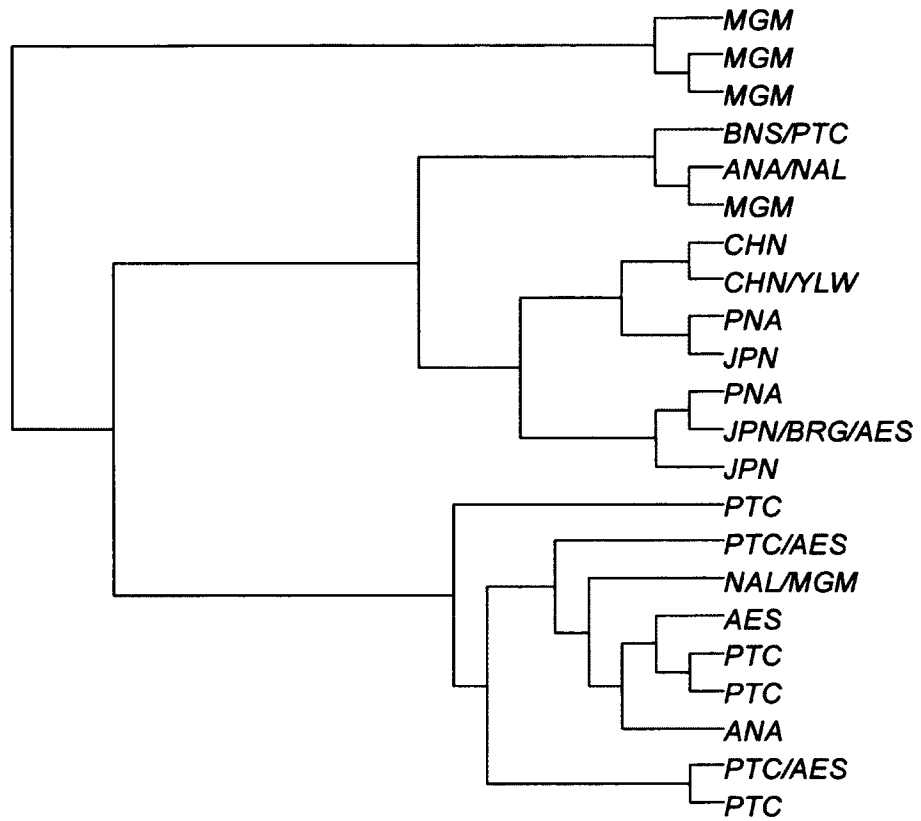 MGM
MGM
MGM
BNS/PTC
ANA/NAL
MGM
CHN
CHN/YLW
PNA
JPN
PNA
JPN/BRG/AES
JPN
PTC
PTC/AES
NAL/MGM
AES
PTC
PTC
ANA
PTC/AES
PTC